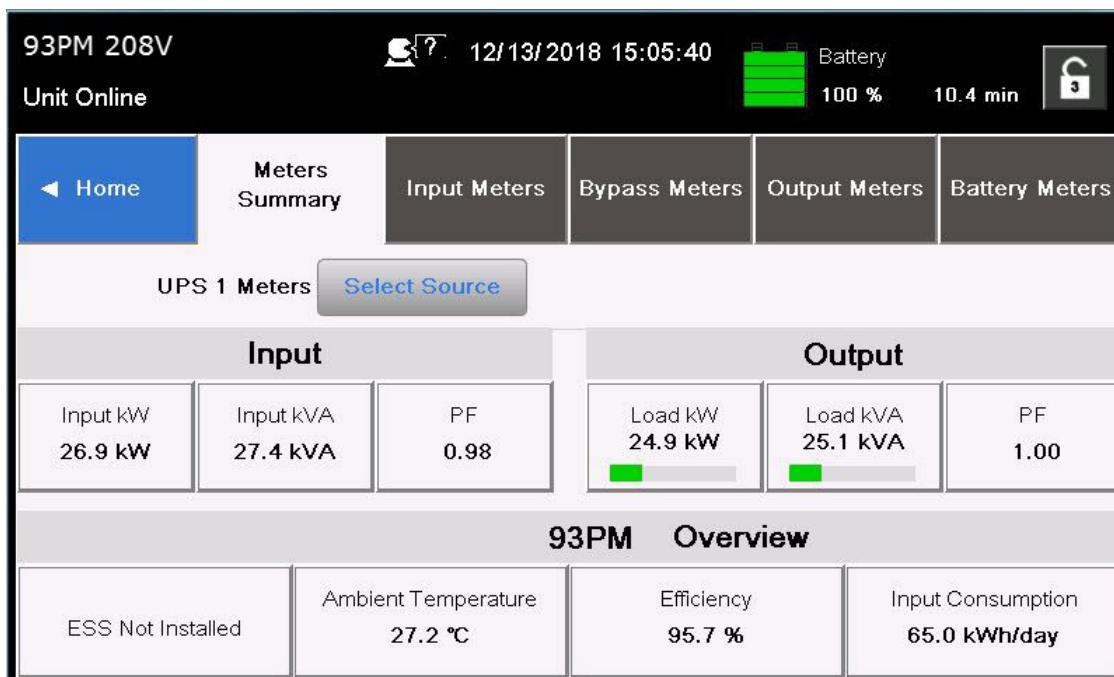 93PM 208V
? 12/13/2018 15:05:40
Battery
Unit Online
100 % 10.4 min
3
◄ Home
Meters
Summary
Input Meters
Bypass Meters
Output Meters
Battery Meters
UPS 1 Meters
Select Source
Input
Output
Input kW
26.9 kW
Input kVA
27.4 kVA
PF
0.98
Load kW
24.9 kW
Load kVA
25.1 kVA
PF
1.00
93PM Overview
ESS Not Installed
Ambient Temperature
27.2 ℃
Efficiency
95.7 %
Input Consumption
65.0 kWh/day